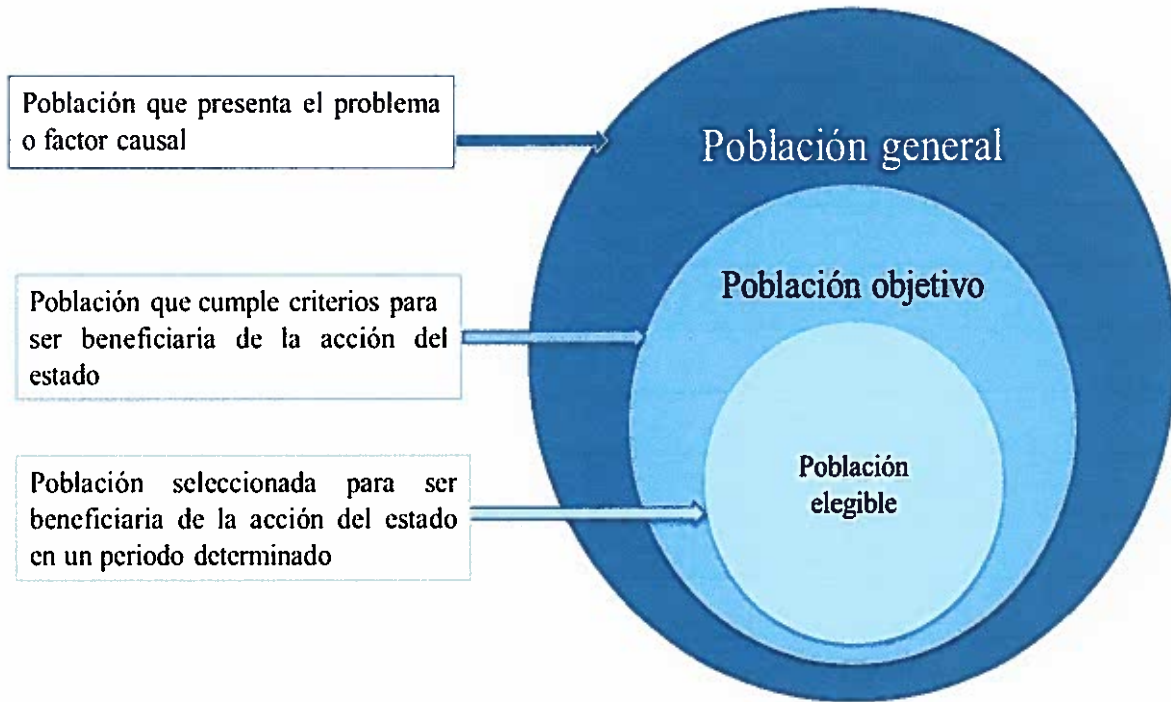 Población que presenta el problema
o factor causal
Población general
Población que cumple criterios para
ser beneficiaria de la acción del
estado
Población objetivo
Población seleccionada para ser
beneficiaria de la acción del estado
en un periodo determinado
Población
elegible